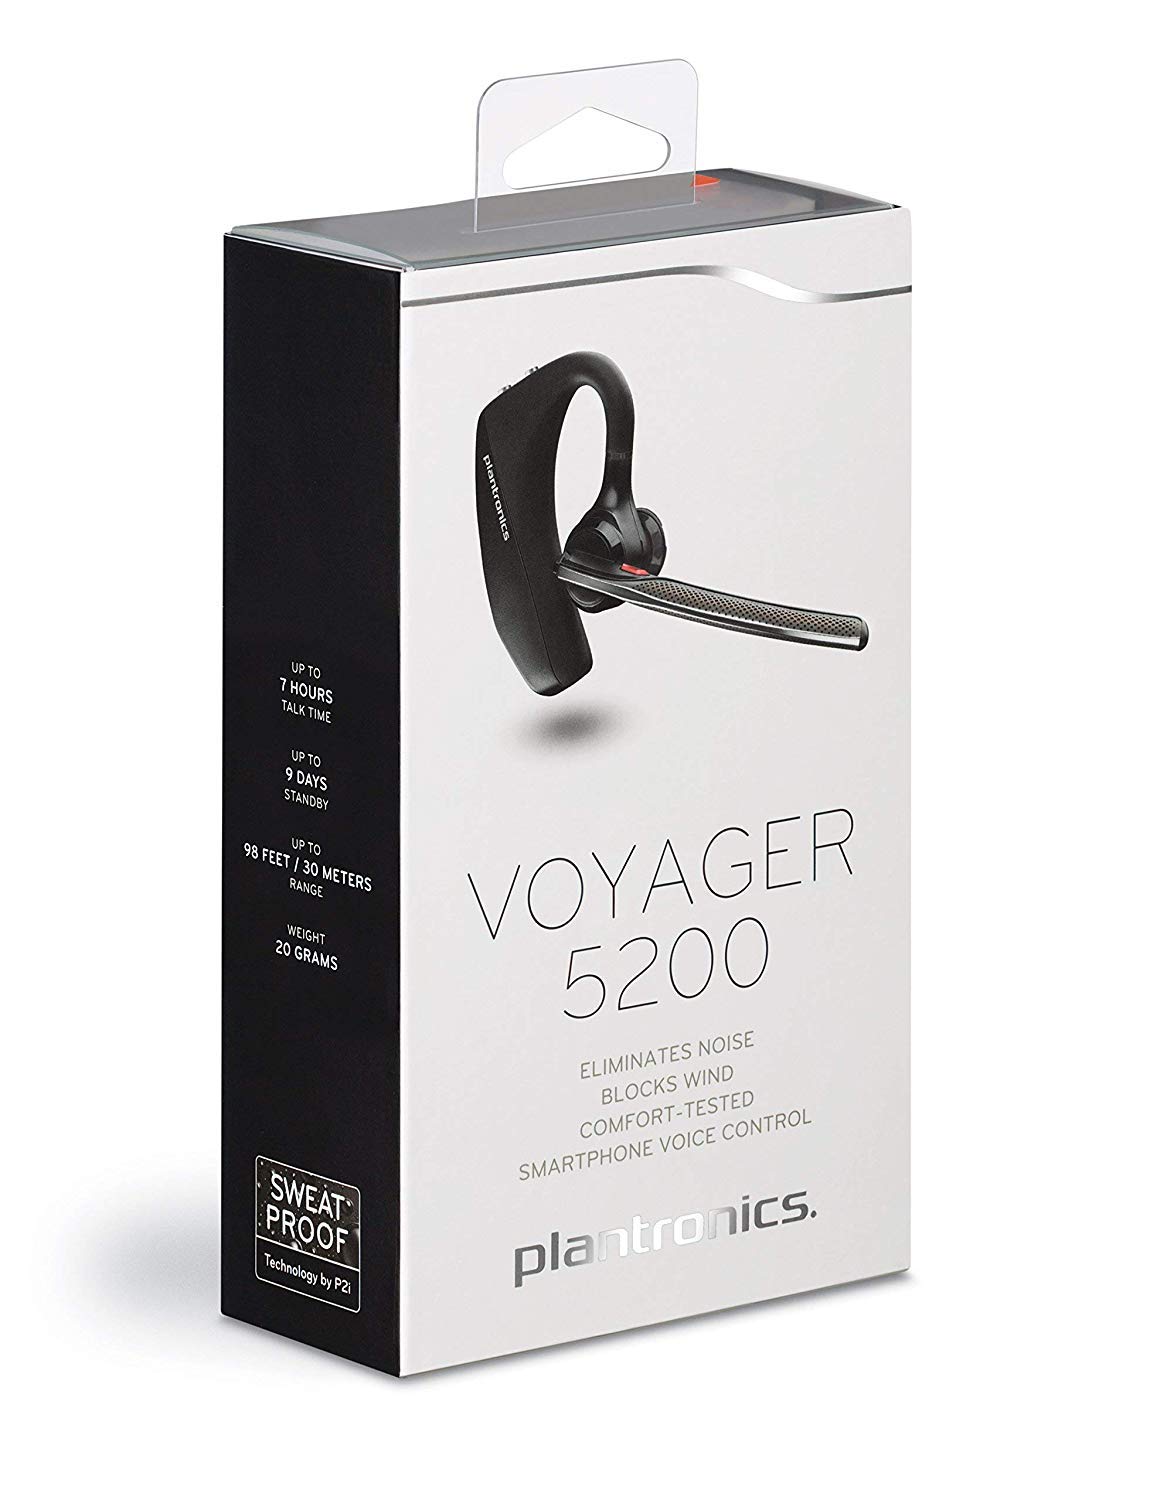 UP TO
7 HOURS
TALK TIME
UP TO
9 DAYS
STANDBY
UP TO
98 FEET / 30 METERS
RANGE
WEIGHT
20 GRAMS
SWEAT
PROOF
Technology by P2i
plantronics
VOYAGER
5200
ELIMINATES NOISE
BLOCKS WIND
COMFORT-TESTED
SMARTPHONE VOICE CONTROL
plantronics.